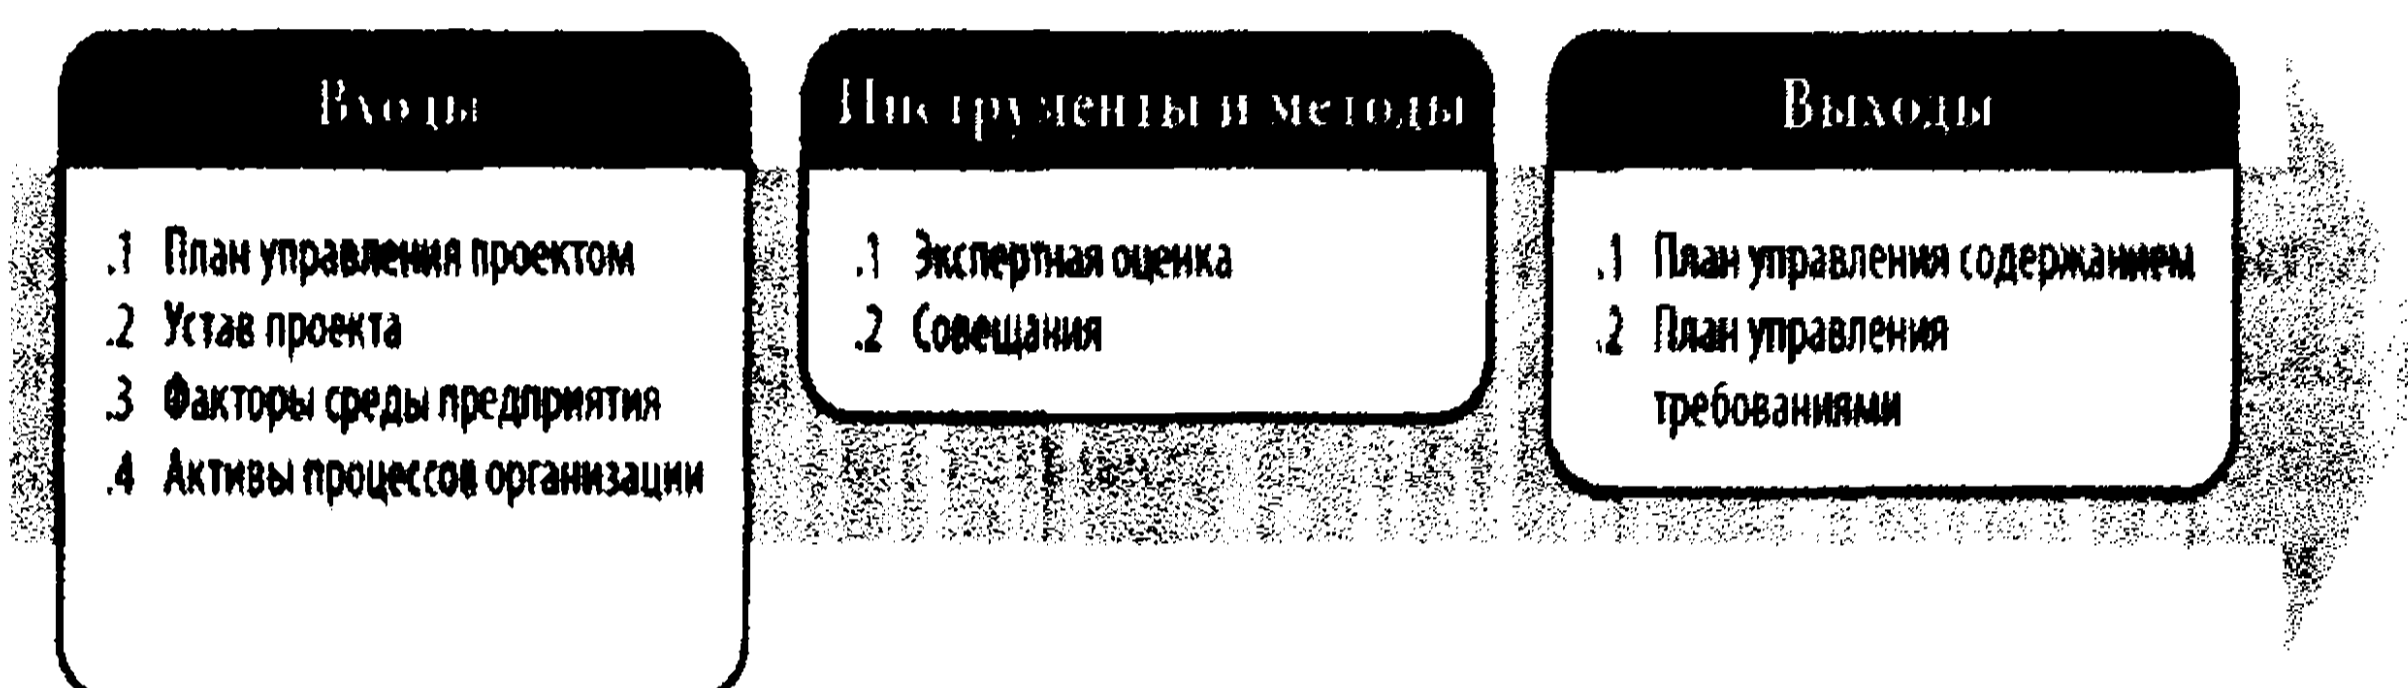 Входы
.1 План управления проектом
.2 Устав проекта
.3 Факторы среды предприятия
.4 Активы процессов организации
Инструменты и методы
.1 Экспертная оценка
.2 Совещания
Выходы
.1 План управления содержанием
.2 План управления
требованиями